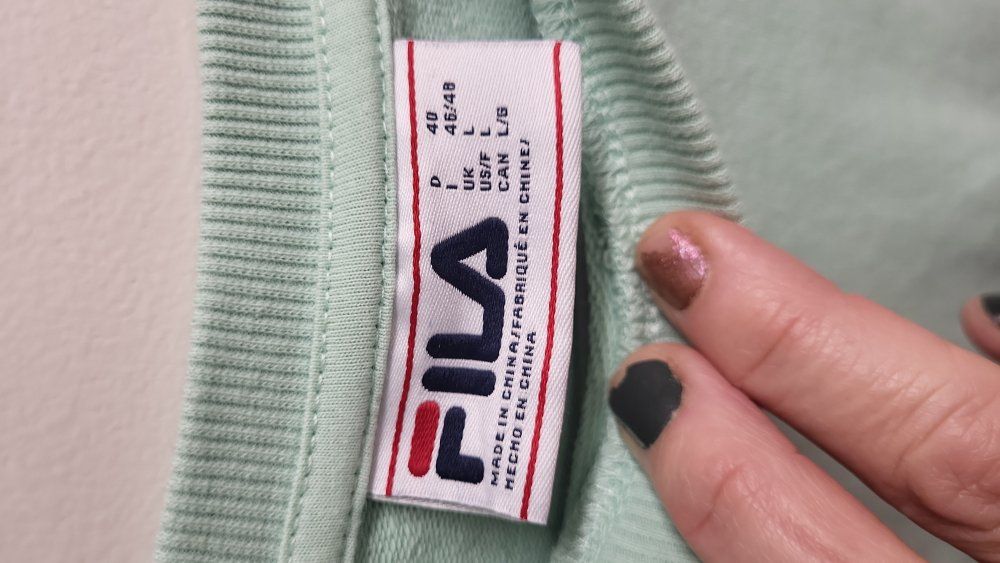 FILA
D 40
I 46/48
UK L
US/F L
CAN L/G
MADE IN CHINA/FABRIQUÉ EN CHINE/
HECHO EN CHINA